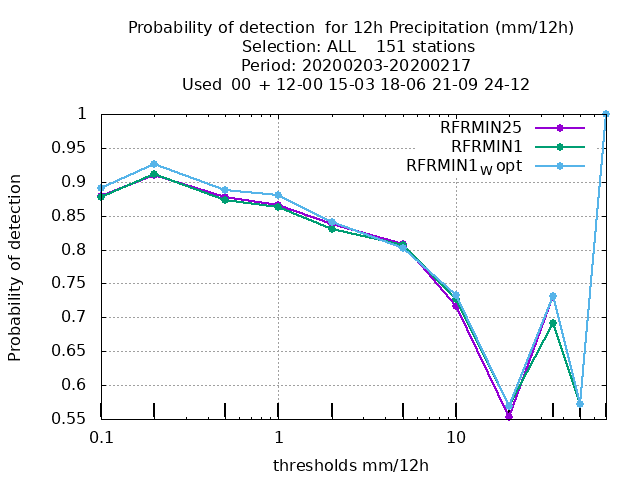 Probability of detection  for 12h Precipitation (mm/12h)
Selection: ALL    151 stations
Period: 20200203-20200217
Used  00  + 12-00 15-03 18-06 21-09 24-12
RFRMIN25
RFRMIN1
RFRMIN1w opt
Probability of detection
1
0.95
0.9
0.85
0.8
0.75
0.7
0.65
0.6
0.55
0.1 1 10
thresholds mm/12h